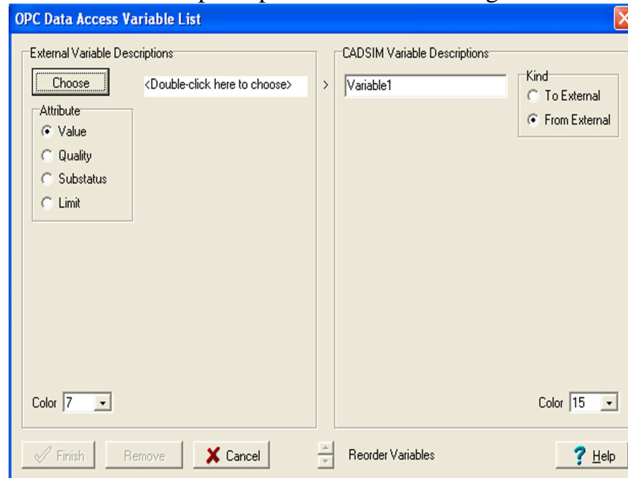 OPC Data Access Variable List
External Variable Descriptions
Choose
<Double-click here to choose>
>
Attribute
Value
Quality
Substatus
Limit
Color 7
CADSIM Variable Descriptions
Variable1
Kind
To External
From External
Color 15
Finish
Remove
Cancel
Reorder Variables
? Help